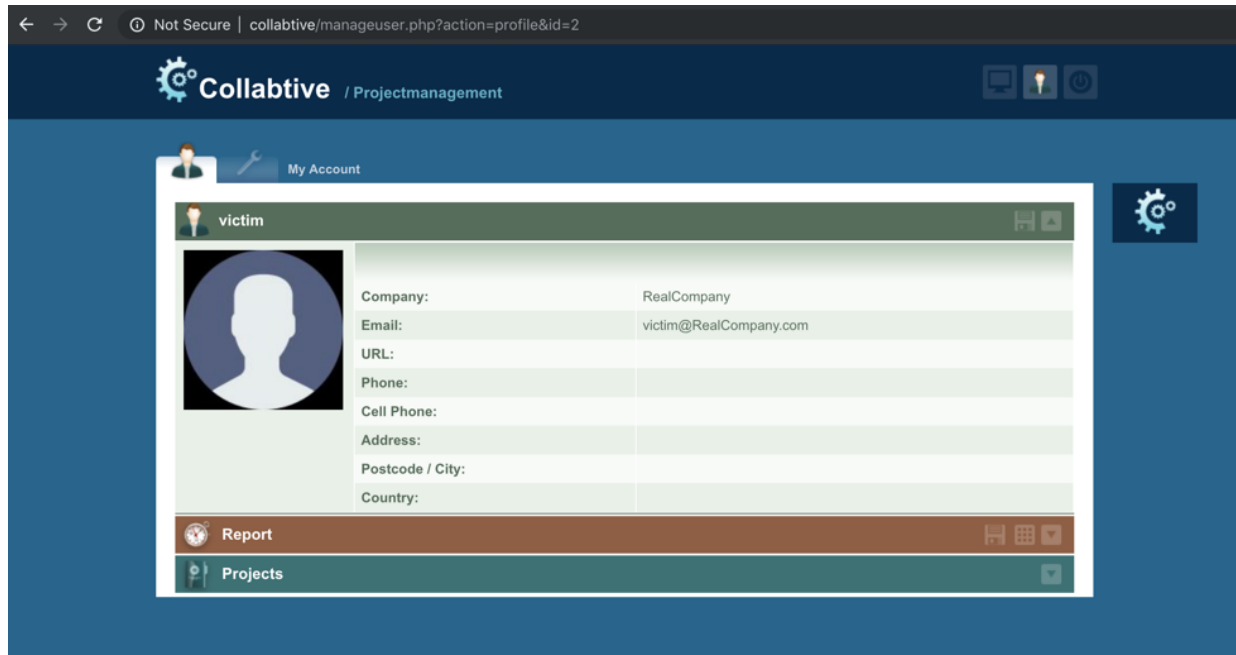 Not Secure | collabtive/manageuser.php?action=profile&id=2
Collabtive / Projectmanagement
My Account
victim
Company: RealCompany
Email: victim@RealCompany.com
URL:
Phone:
Cell Phone:
Address:
Postcode / City:
Country:
Report
Projects